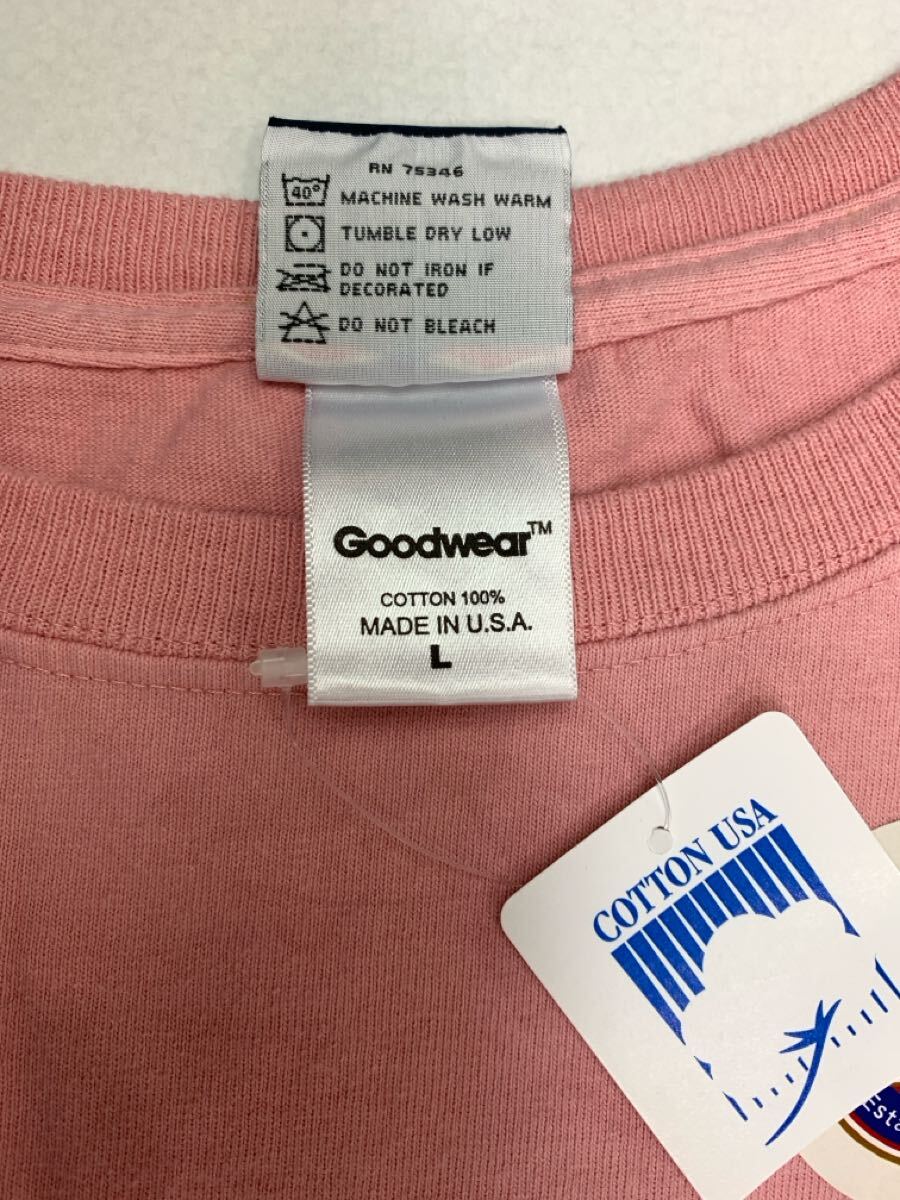 RN 75346
40°
MACHINE WASH WARM
TUMBLE DRY LOW
DO NOT IRON IF
DECORATED
DO NOT BLEACH
Goodwear™
COTTON 100%
MADE IN U.S.A.
L
COTTON USA